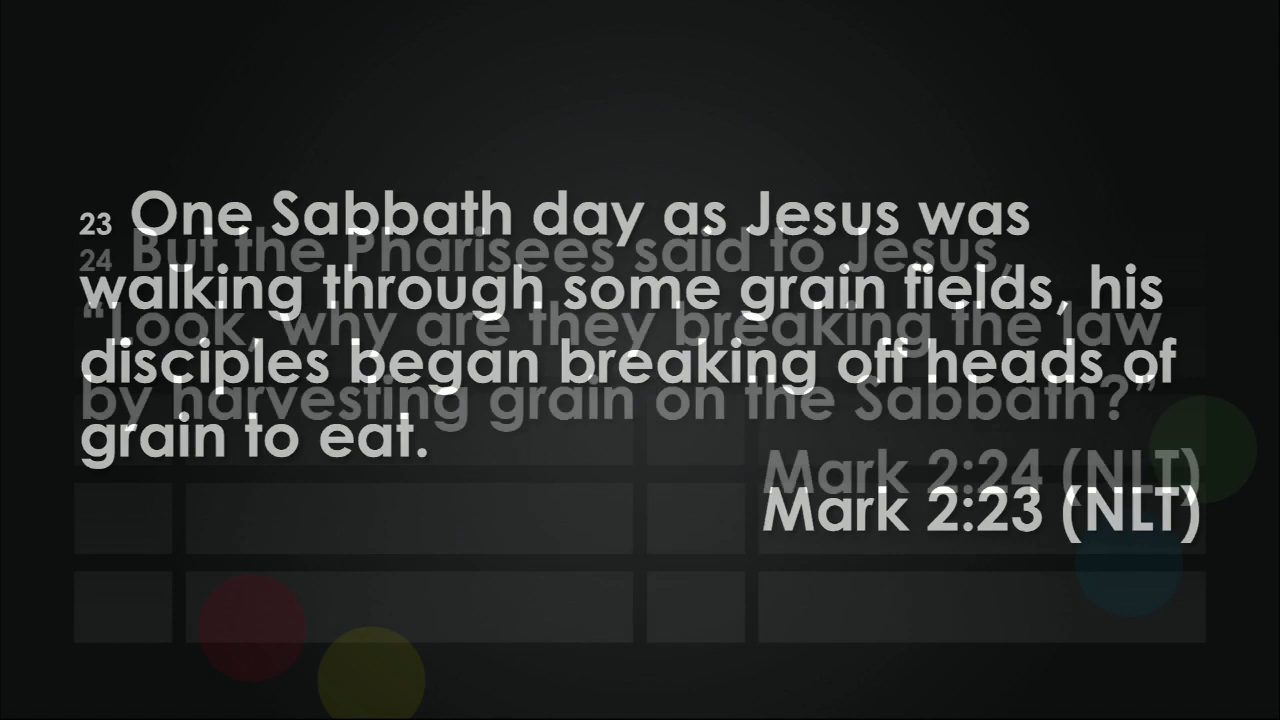 23 One Sabbath day as Jesus was
walking through some grain fields, his
disciples began breaking off heads of
grain to eat.
Mark 2:23 (NLT)
24 But the Pharisees said to Jesus,
“Look, why are they breaking the law
by harvesting grain on the Sabbath?”
Mark 2:24 (NLT)